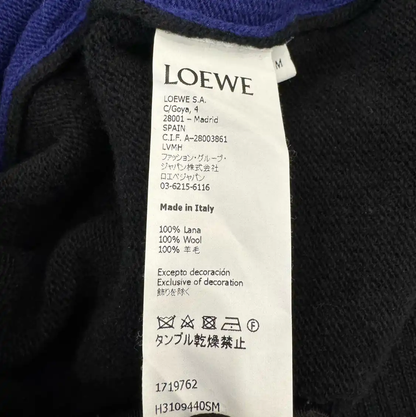 M
LOEWE
LOEWE S.A.
C/Goya, 4
28001 – Madrid
SPAIN
C.I.F. A-28003861
LVMH
ファッション・グループ・
ジャパン株式会社
ロエベジャパン
03-6215-6116
Made in Italy
100% Lana
100% Wool
100% 羊毛
Excepto decoración
Exclusive of decoration
飾りを除く
タンブル乾燥禁止
1719762
H3109440SM